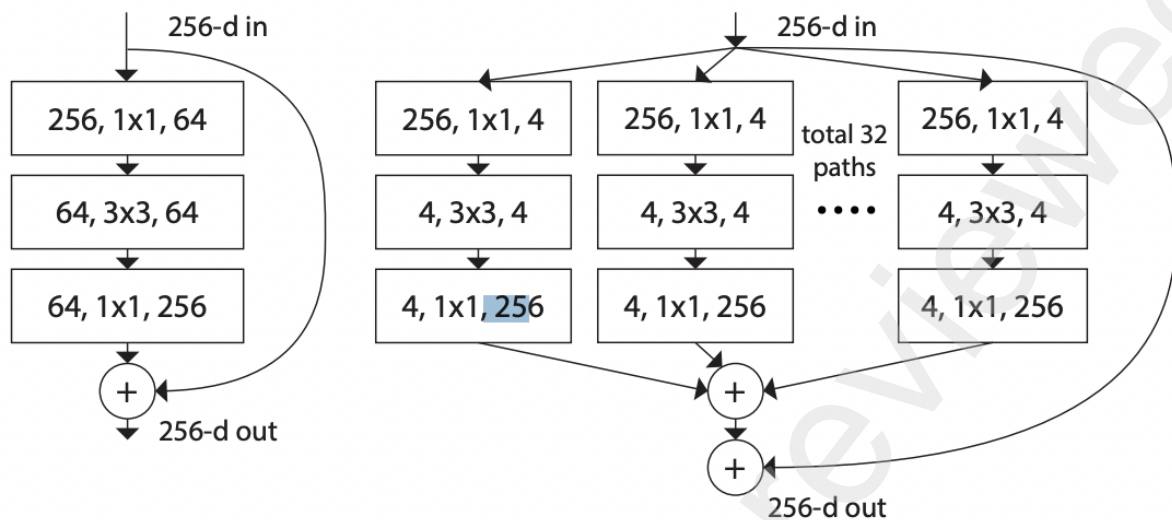 256-d in
256, 1x1, 64
64, 3x3, 64
64, 1x1, 256
+
256-d out
256-d in
256, 1x1, 4
256, 1x1, 4
total 32
paths
256, 1x1, 4
4, 3x3, 4
4, 3x3, 4
....
4, 3x3, 4
4, 1x1, 256
4, 1x1, 256
4, 1x1, 256
+
+
256-d out
reviewe